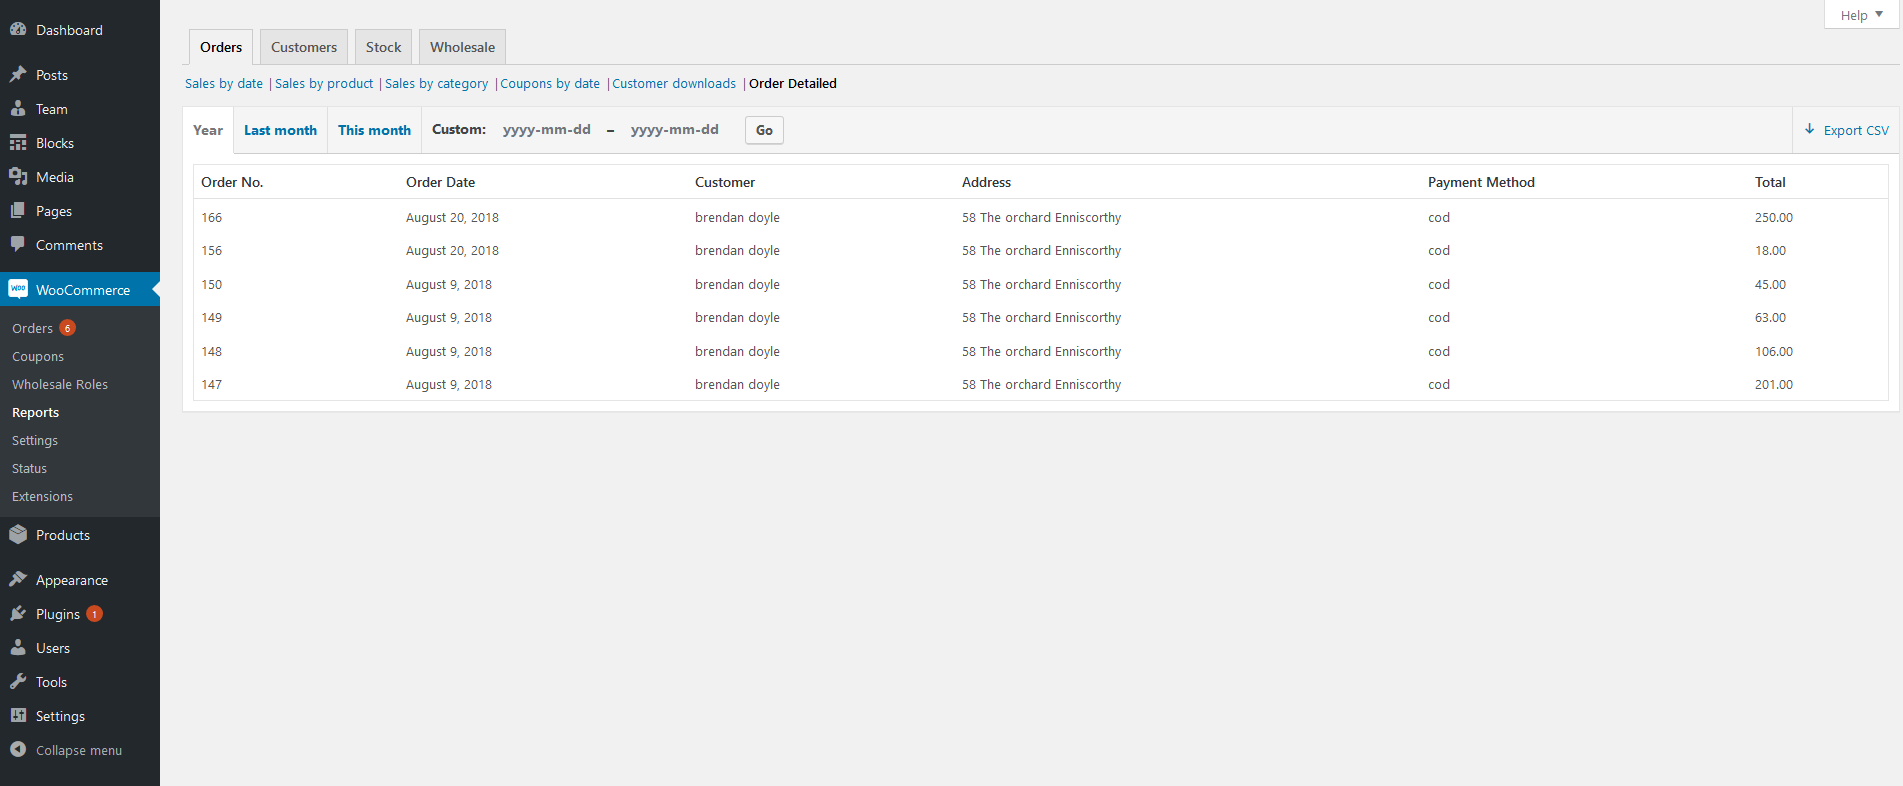 Help
Dashboard
Posts
Team
Blocks
Media
Pages
Comments
Woo WooCommerce
Orders 6
Coupons
Wholesale Roles
Reports
Settings
Status
Extensions
Products
Appearance
Plugins 1
Users
Tools
Settings
Collapse menu
Orders Customers Stock Wholesale
Sales by date | Sales by product | Sales by category | Coupons by date | Customer downloads | Order Detailed
Year Last month This month Custom: yyyy-mm-dd – yyyy-mm-dd Go Export CSV
Order No. Order Date Customer Address Payment Method Total
166 August 20, 2018 brendan doyle 58 The orchard Enniscorthy cod 250.00
156 August 20, 2018 brendan doyle 58 The orchard Enniscorthy cod 18.00
150 August 9, 2018 brendan doyle 58 The orchard Enniscorthy cod 45.00
149 August 9, 2018 brendan doyle 58 The orchard Enniscorthy cod 63.00
148 August 9, 2018 brendan doyle 58 The orchard Enniscorthy cod 106.00
147 August 9, 2018 brendan doyle 58 The orchard Enniscorthy cod 201.00